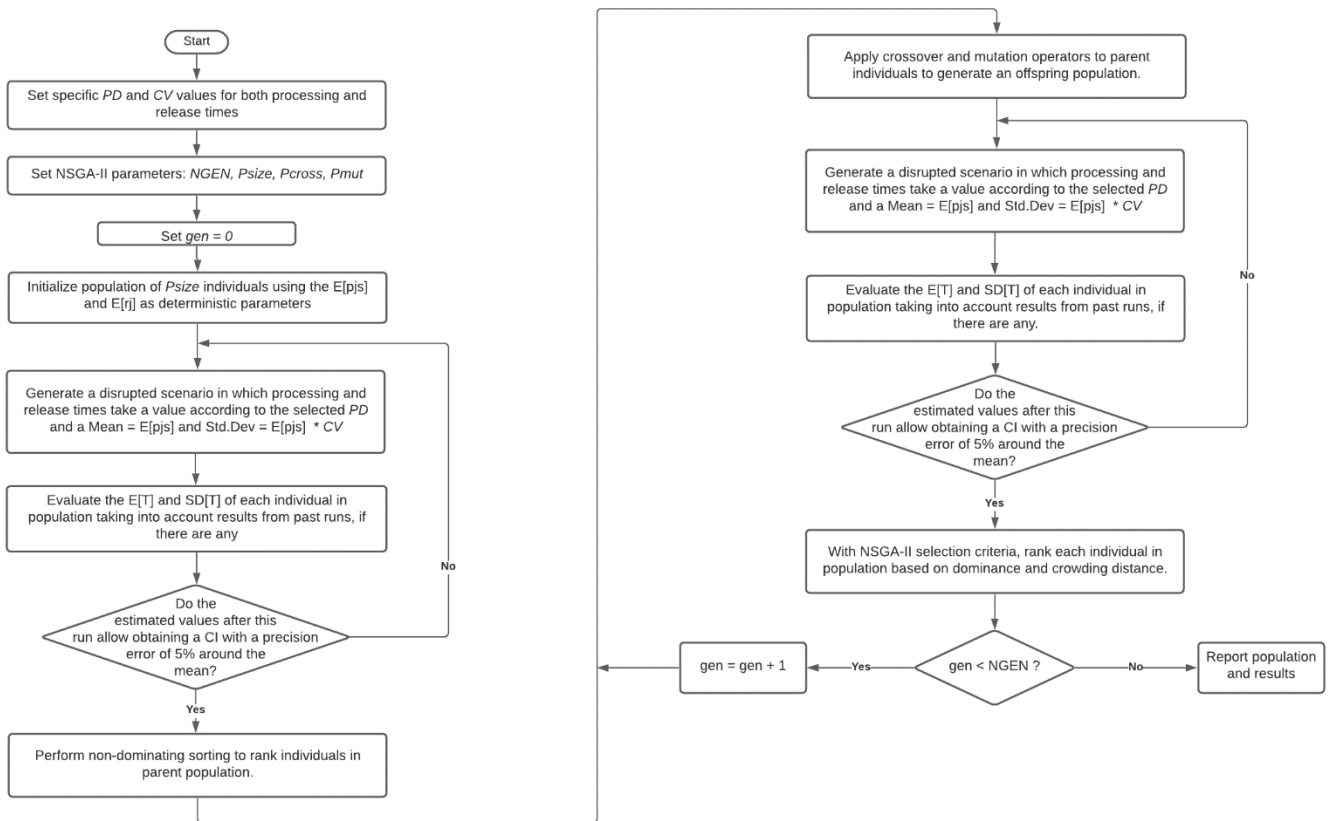 Start
Set specific PD and CV values for both processing and
release times
Set NSGA-II parameters: NGEN, Psize, Pcross, Pmut
Set gen = 0
Initialize population of Psize individuals using the E[pjs]
and E[rj] as deterministic parameters
Generate a disrupted scenario in which processing and
release times take a value according to the selected PD
and a Mean = E[pjs] and Std.Dev = E[pjs] * CV
Evaluate the E[T] and SD[T] of each individual in
population taking into account results from past runs, if
there are any
No
Do the
estimated values after this
run allow obtaining a CI with a precision
error of 5% around the
mean?
Yes
Perform non-dominating sorting to rank individuals in
parent population.
Apply crossover and mutation operators to parent
individuals to generate an offspring population.
Generate a disrupted scenario in which processing and
release times take a value according to the selected PD
and a Mean = E[pjs] and Std.Dev = E[pjs] * CV
No
Evaluate the E[T] and SD[T] of each individual in
population taking into account results from past runs, if
there are any.
Do the
estimated values after this
run allow obtaining a CI with a precision
error of 5% around the
mean?
Yes
With NSGA-II selection criteria, rank each individual in
population based on dominance and crowding distance.
gen < NGEN ?
Yes
gen = gen + 1
No
Report population
and results